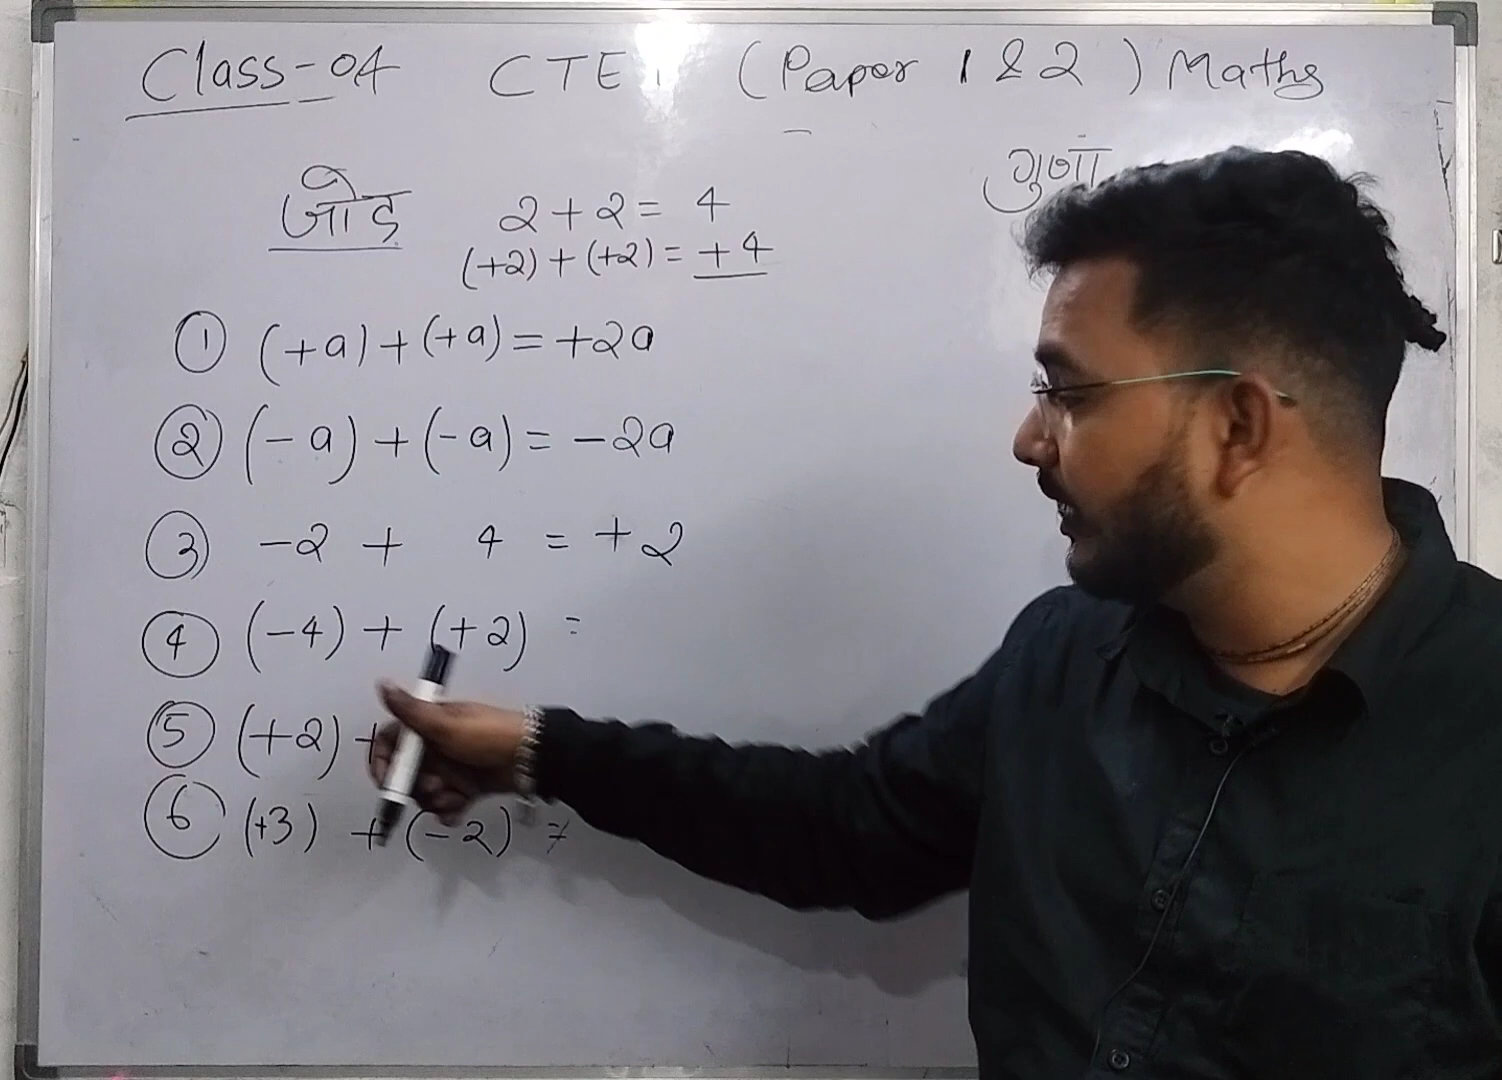 Class-04 CTET (Paper 1 & 2) Maths
जोड़
गुणा
2+2= 4
(+2)+(+2)=+4
① (+a)+(+a)=+2a
② (-a)+(-a)=-2a
③ -2 + 4 = +2
④ (-4) + (+2) =
⑤ (+2) +
⑥ (+3) +(-2) =